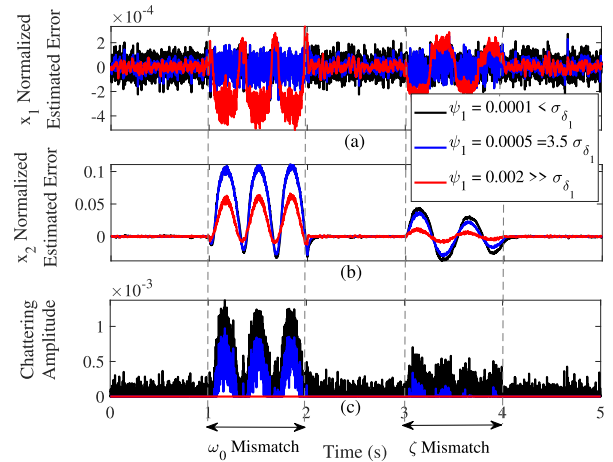 ×10⁻⁴
x₁ Normalized
Estimated Error
2
0
-2
-4
(a)
ψ₁ = 0.0001 < σ_δ₁
ψ₁ = 0.0005 =3.5 σ_δ₁
ψ₁ = 0.002 >> σ_δ₁
x₂ Normalized
Estimated Error
0.1
0.05
0
(b)
×10⁻³
Chattering
Amplitude
1
0.5
0
(c)
0 1 2 3 4 5
ω₀ Mismatch
Time (s)
ζ Mismatch